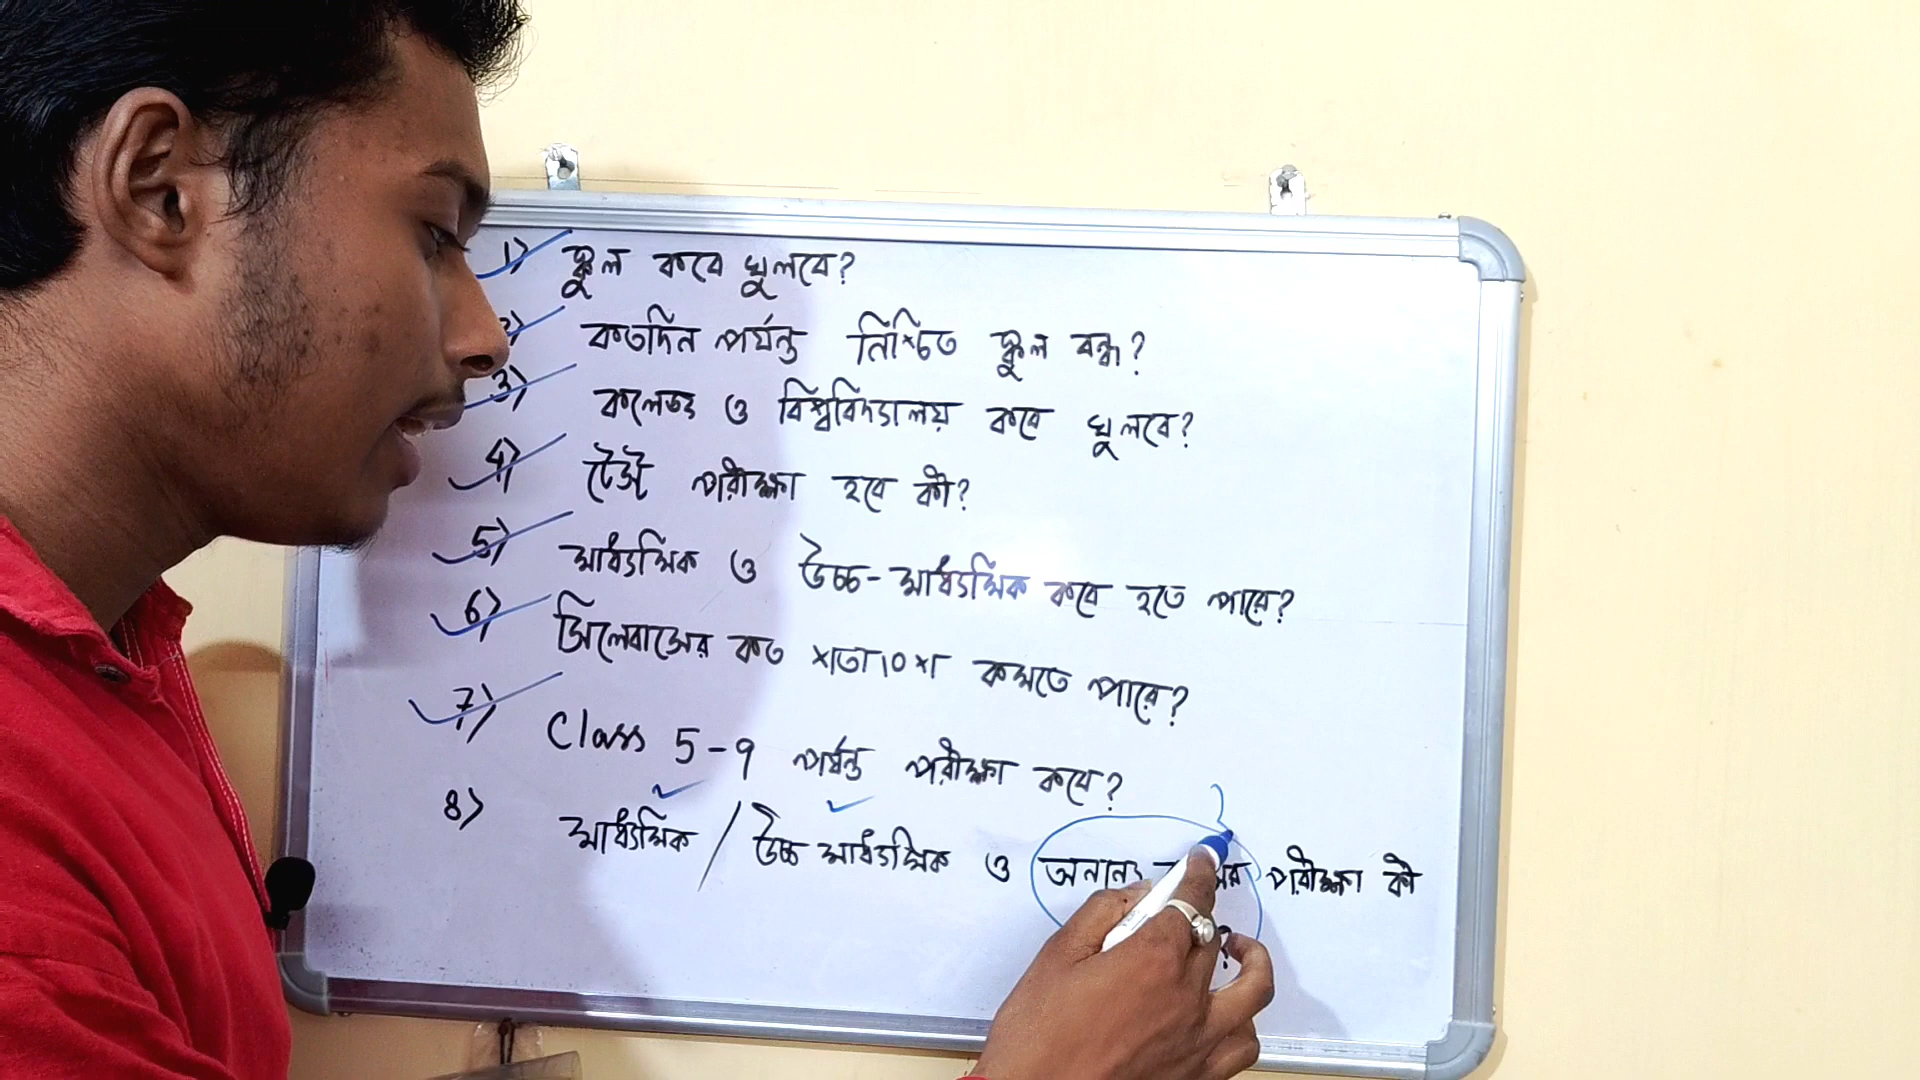 1) স্কুল কবে খুলবে?
2) কতদিন পর্যন্ত নিশ্চিত স্কুল বন্ধ?
3) কলেজ ও বিশ্ববিদ্যালয় কবে খুলবে?
4) টেস্ট পরীক্ষা হবে কী?
5) মাধ্যমিক ও উচ্চ-মাধ্যমিক কবে হতে পারে?
6) সিলেবাসের কত শতাংশ কমতে পারে?
7) Class 5-9 পর্যন্ত পরীক্ষা কবে?
8) মাধ্যমিক / উচ্চ মাধ্যমিক ও অনান্য পরীক্ষা কী
?